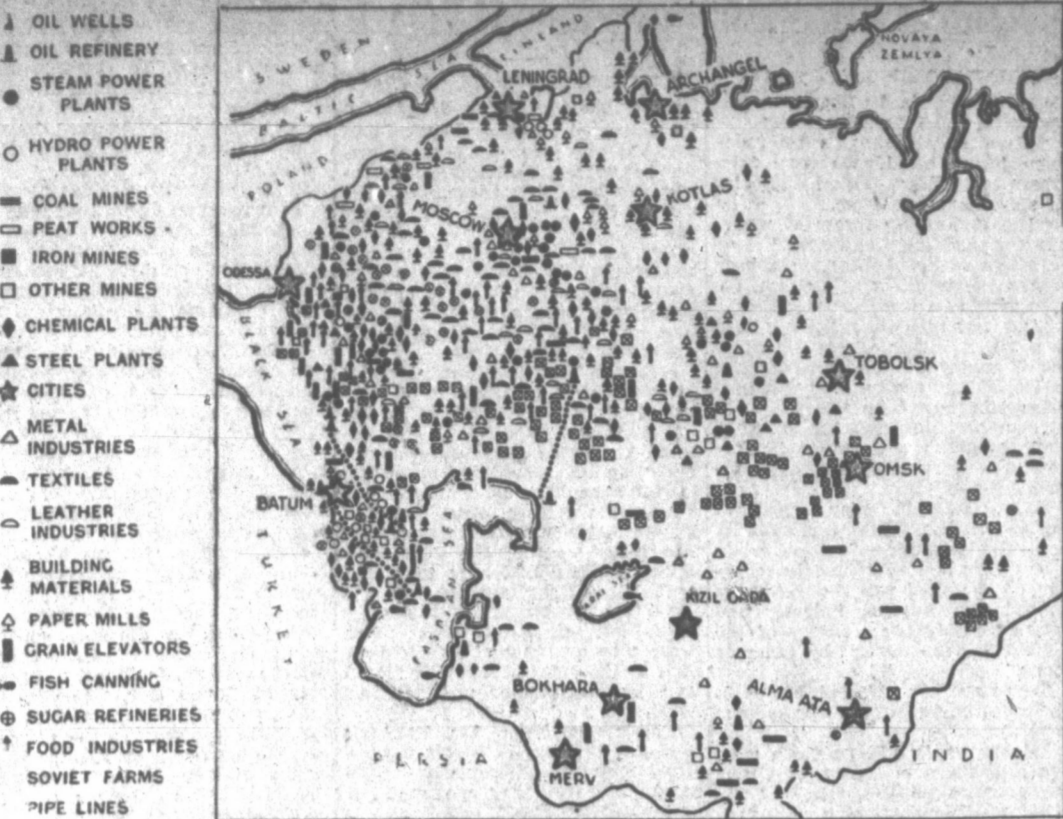 OIL WELLS
OIL REFINERY
STEAM POWER
PLANTS
HYDRO POWER
PLANTS
COAL MINES
PEAT WORKS
IRON MINES
OTHER MINES
CHEMICAL PLANTS
STEEL PLANTS
CITIES
METAL
INDUSTRIES
TEXTILES
LEATHER
INDUSTRIES
BUILDING
MATERIALS
PAPER MILLS
GRAIN ELEVATORS
FISH CANNING
SUGAR REFINERIES
FOOD INDUSTRIES
SOVIET FARMS
PIPE LINES
SWEDEN
FINLAND
BALTIC SEA
NOVAYA
ZEMLYA
LENINGRAD
ARCHANGEL
POLAND
MOSCOW
KOTLAS
ODESSA
BLACK SEA
TOBOLSK
OMSK
BATUM
TURKEY
CASPIAN SEA
KIZIL ORDA
BOKHARA
ALMA ATA
MERV
PERSIA
INDIA